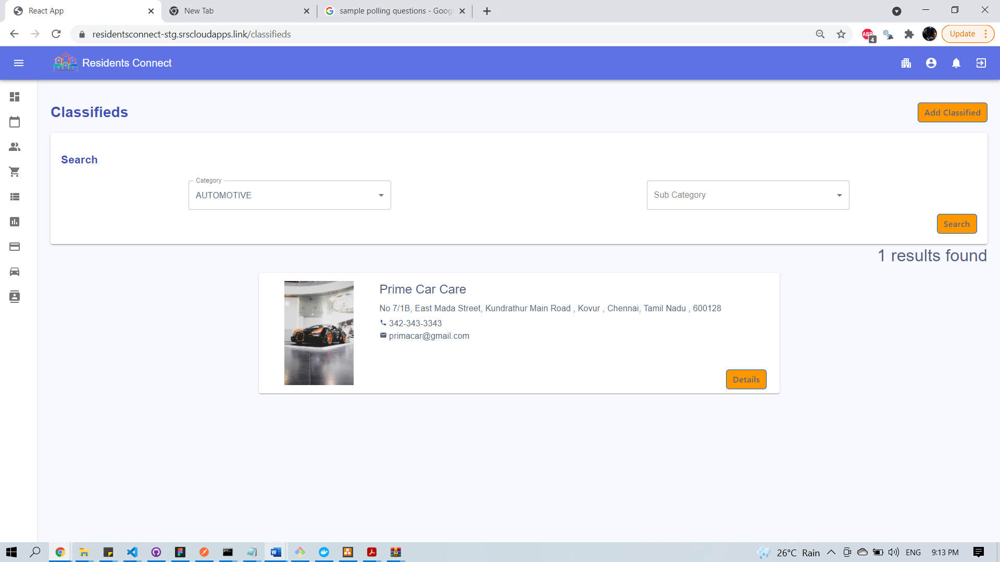 React App
New Tab
sample polling questions - Goog
residentsconnect-stg.srscloudapps.link/classifieds
ABP
4
Update
Residents Connect
Classifieds
Add Classified
Search
Category
AUTOMOTIVE
Sub Category
Search
1 results found
Prime Car Care
No 7/1B, East Mada Street, Kundrathur Main Road , Kovur , Chennai, Tamil Nadu , 600128
342-343-3343
primacar@gmail.com
Details
26°C Rain
ENG
9:13 PM